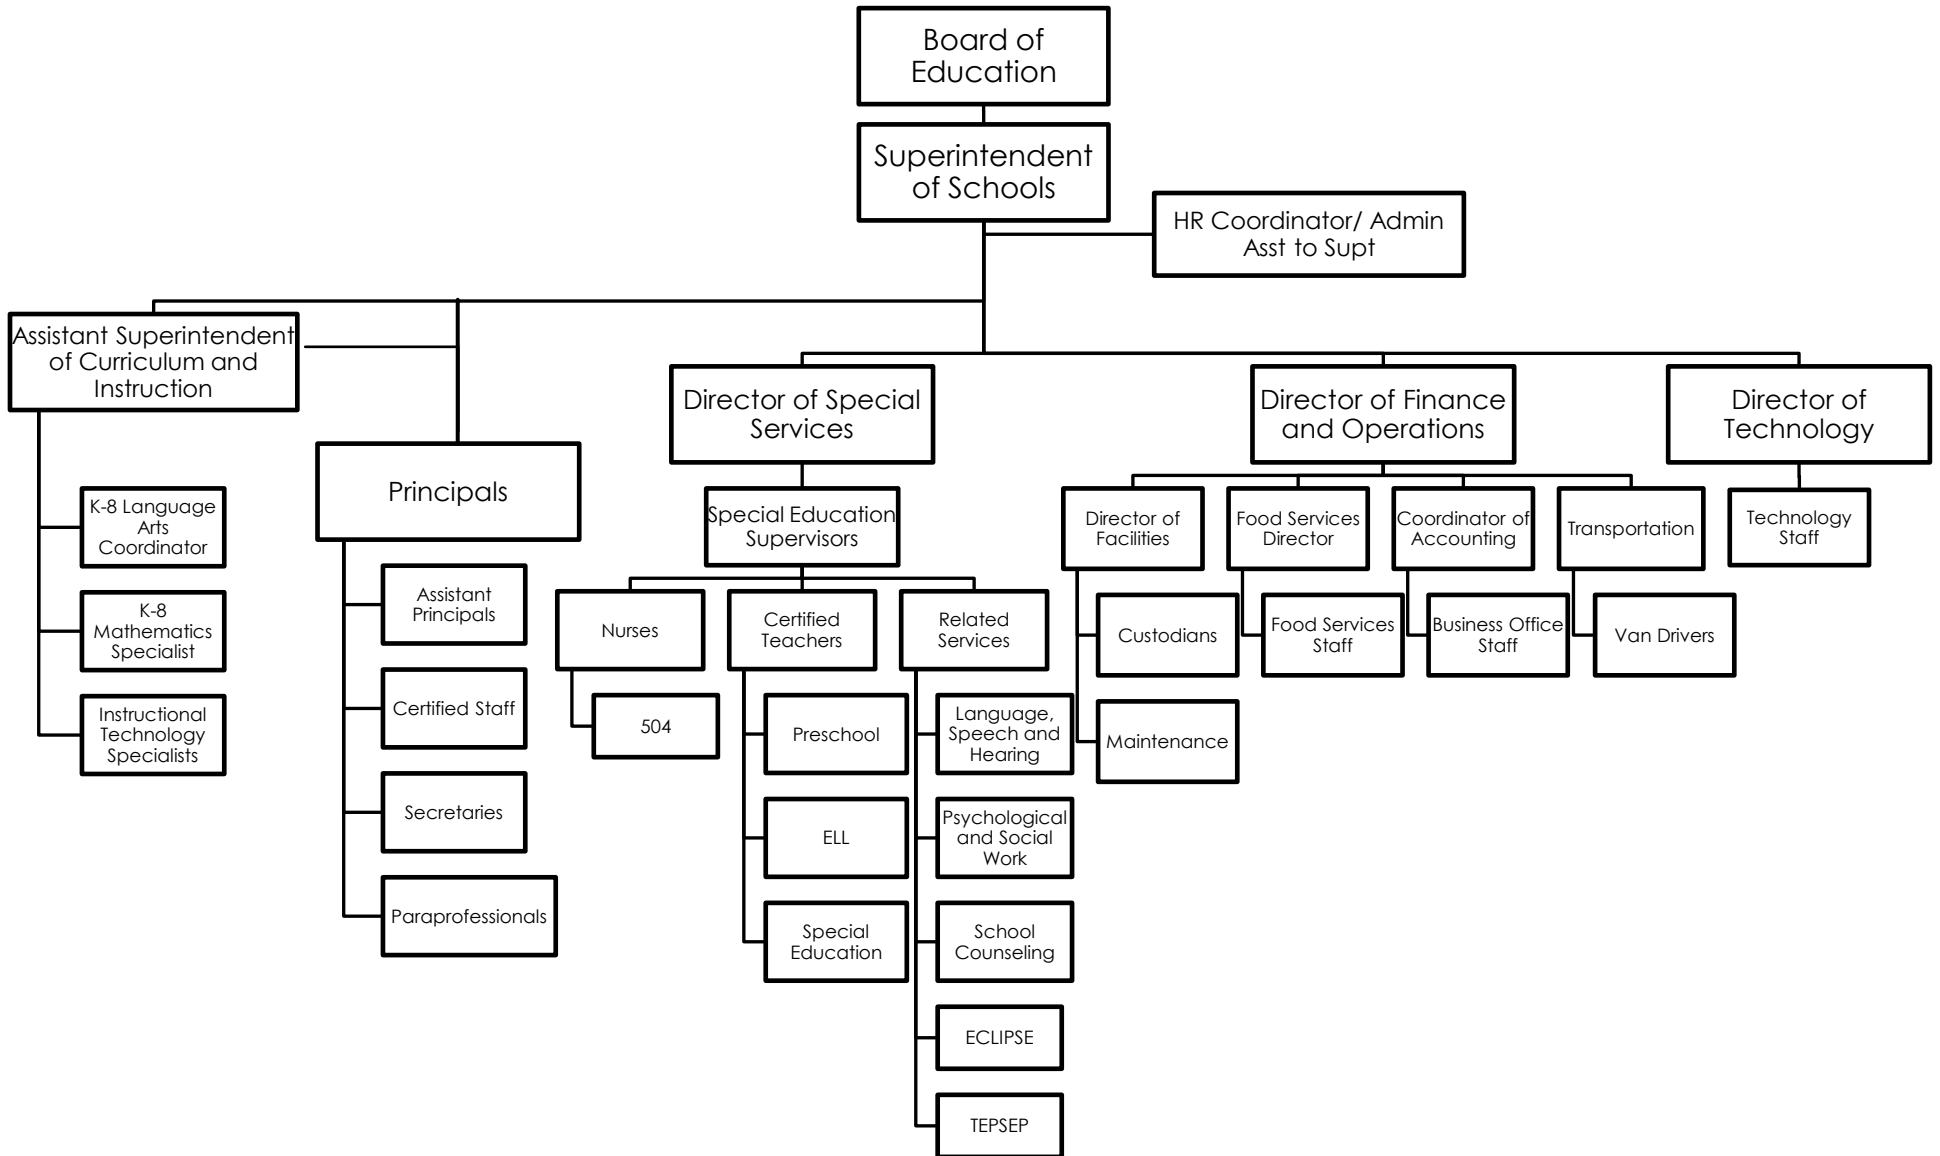 Board of
Education
Superintendent
of Schools
HR Coordinator/ Admin
Asst to Supt
Assistant Superintendent
of Curriculum and
Instruction
K-8 Language
Arts
Coordinator
K-8
Mathematics
Specialist
Instructional
Technology
Specialists
Principals
Assistant
Principals
Certified Staff
Secretaries
Paraprofessionals
Director of Special
Services
Special Education
Supervisors
Nurses
504
Certified
Teachers
Preschool
ELL
Special
Education
Related
Services
Language,
Speech and
Hearing
Psychological
and Social
Work
School
Counseling
ECLIPSE
TEPSEP
Director of Finance
and Operations
Director of
Facilities
Custodians
Maintenance
Food Services
Director
Food Services
Staff
Coordinator of
Accounting
Business Office
Staff
Transportation
Van Drivers
Director of
Technology
Technology
Staff